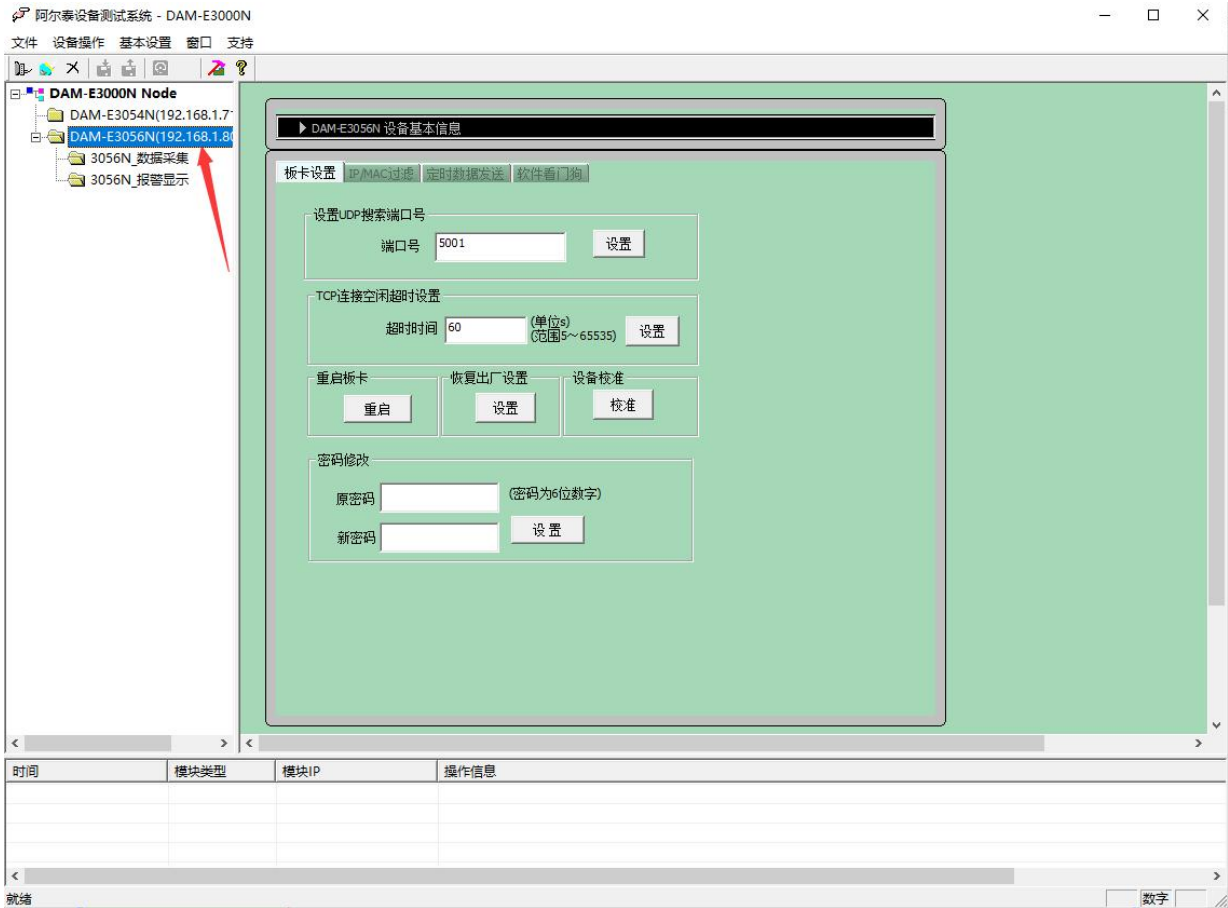 阿尔泰设备测试系统 - DAM-E3000N
文件 设备操作 基本设置 窗口 支持
DAM-E3000N Node
DAM-E3054N(192.168.1.7
DAM-E3056N(192.168.1.80
3056N_数据采集
3056N_报警显示
DAM-E3056N 设备基本信息
板卡设置 IP/MAC过滤 定时数据发送 软件看门狗
设置UDP搜索端口号
端口号 5001 设置
TCP连接空闲超时设置
超时时间 60 (单位s)
(范围5~65535) 设置
重启板卡 恢复出厂设置 设备校准
重启 设置 校准
密码修改
原密码 (密码为6位数字)
新密码 设 置
时间 模块类型 模块IP 操作信息
就绪 数字